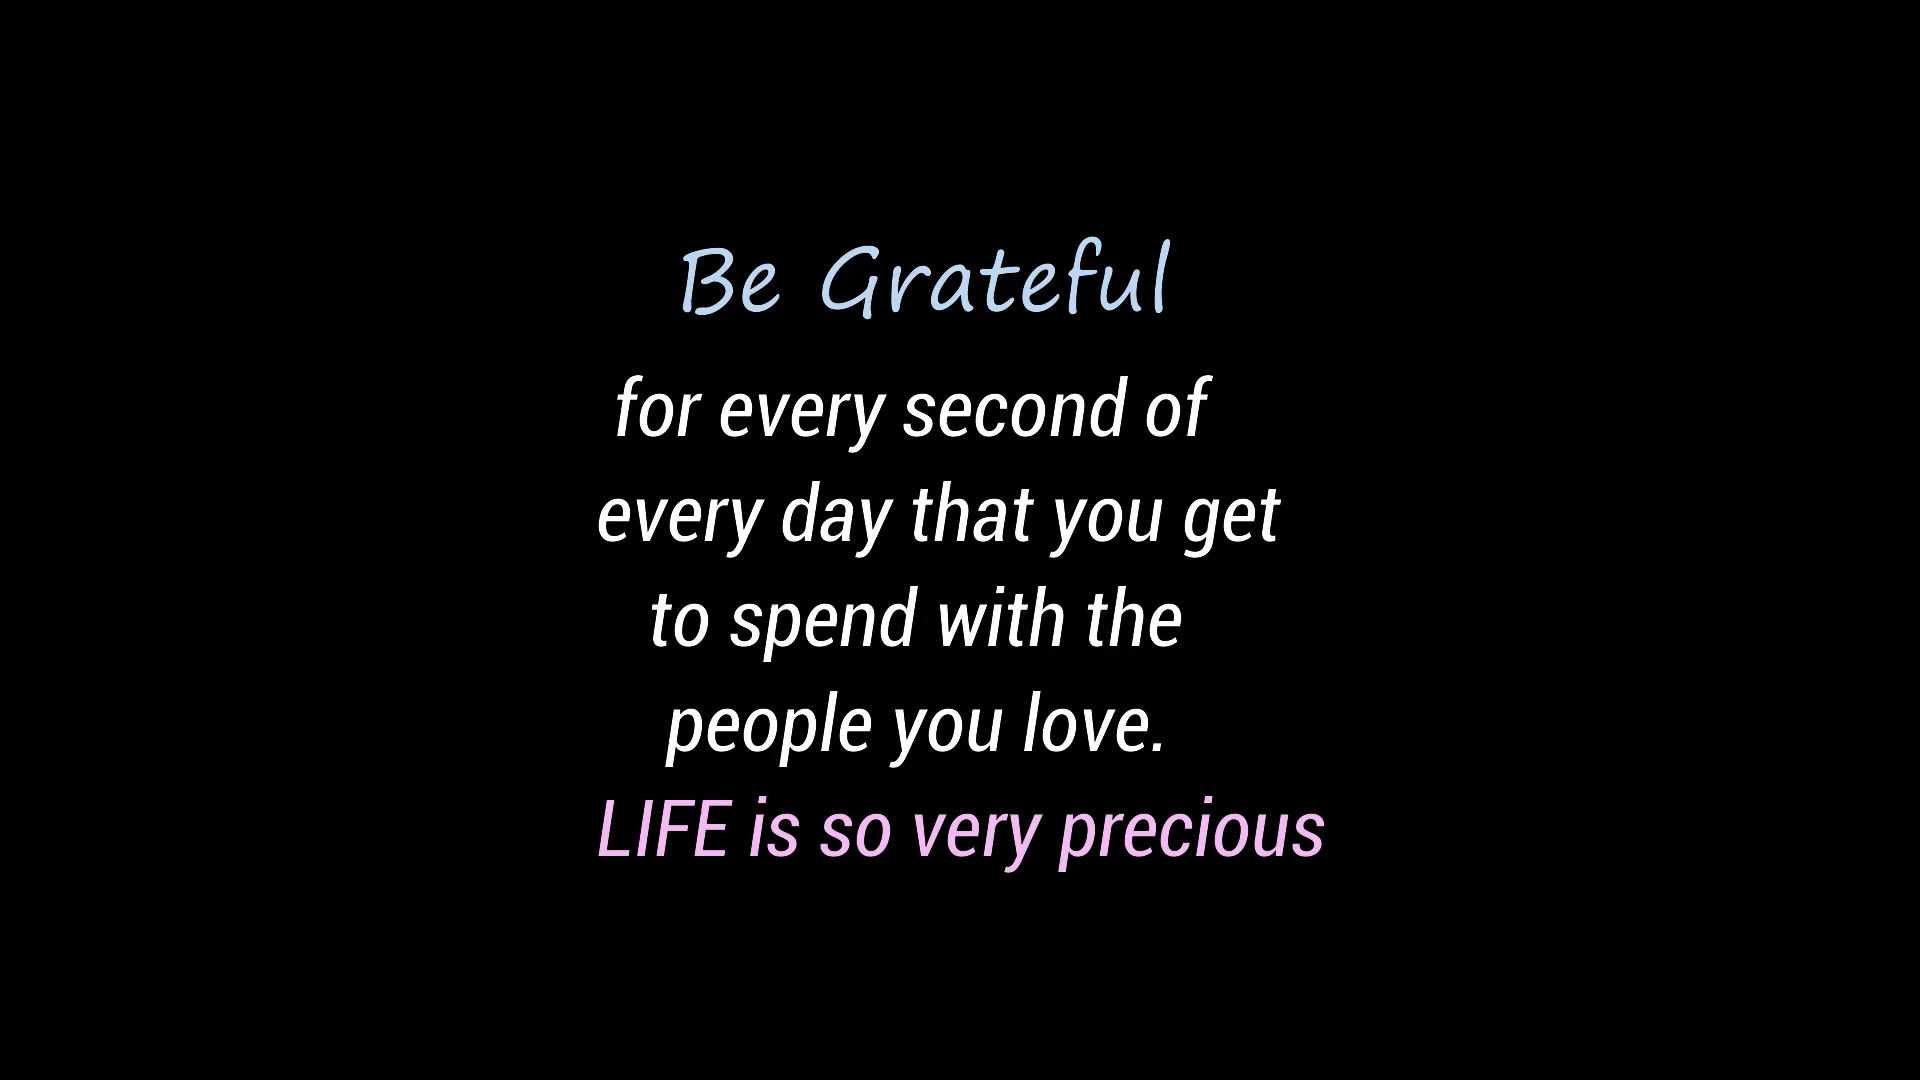 Be Grateful
for every second of
every day that you get
to spend with the
people you love.
LIFE is so very precious